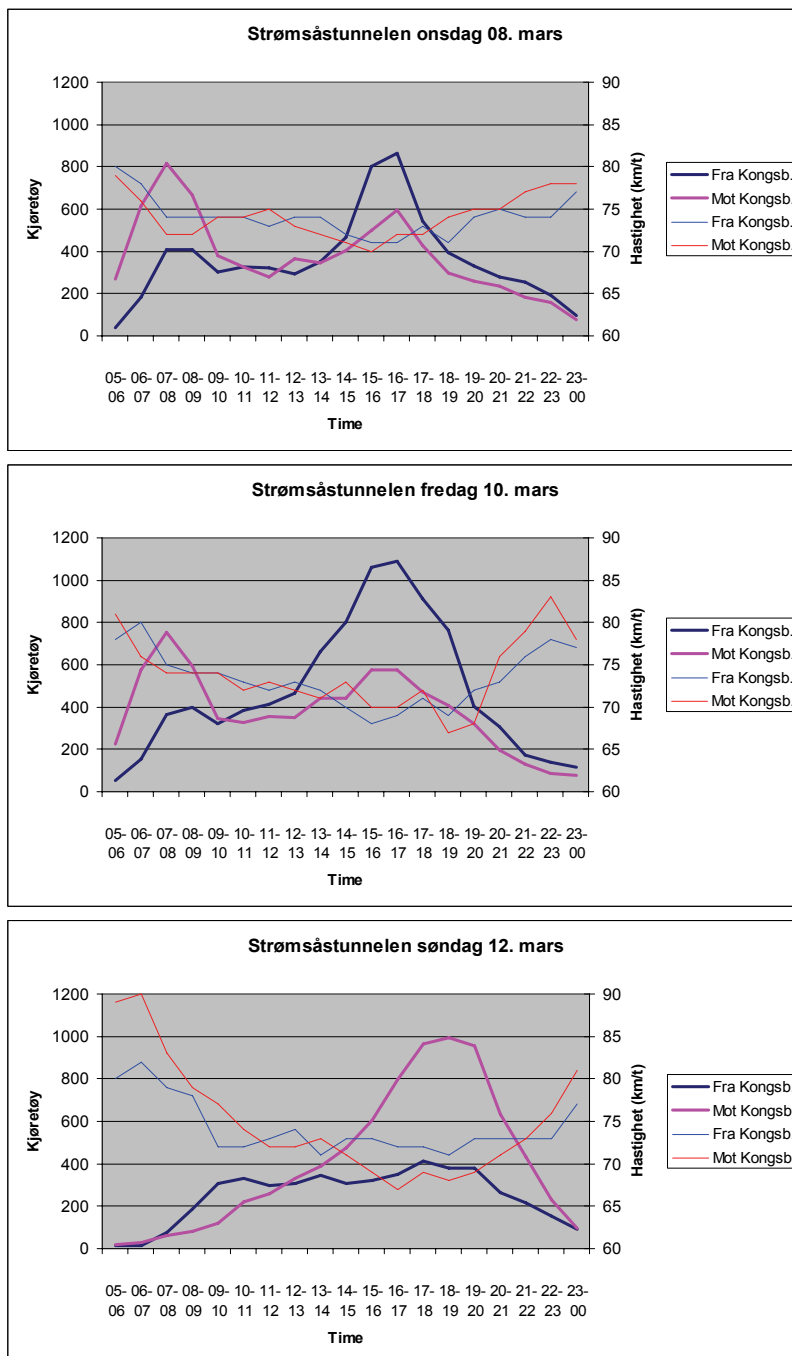 Strømsåstunnelen onsdag 08. mars
Kjøretøy
1200
1000
800
600
400
200
0
Hastighet (km/t)
90
85
80
75
70
65
60
05-06 06-07 07-08 08-09 09-10 10-11 11-12 12-13 13-14 14-15 15-16 16-17 17-18 18-19 19-20 20-21 21-22 22-23 23-00
Time
Fra Kongsb.
Mot Kongsb.
Fra Kongsb.
Mot Kongsb.
Strømsåstunnelen fredag 10. mars
Kjøretøy
1200
1000
800
600
400
200
0
Hastighet (km/t)
90
85
80
75
70
65
60
05-06 06-07 07-08 08-09 09-10 10-11 11-12 12-13 13-14 14-15 15-16 16-17 17-18 18-19 19-20 20-21 21-22 22-23 23-00
Time
Fra Kongsb.
Mot Kongsb.
Fra Kongsb.
Mot Kongsb.
Strømsåstunnelen søndag 12. mars
Kjøretøy
1200
1000
800
600
400
200
0
Hastighet (km/t)
90
85
80
75
70
65
60
05-06 06-07 07-08 08-09 09-10 10-11 11-12 12-13 13-14 14-15 15-16 16-17 17-18 18-19 19-20 20-21 21-22 22-23 23-00
Time
Fra Kongsb.
Mot Kongsb
Fra Kongsb.
Mot Kongsb